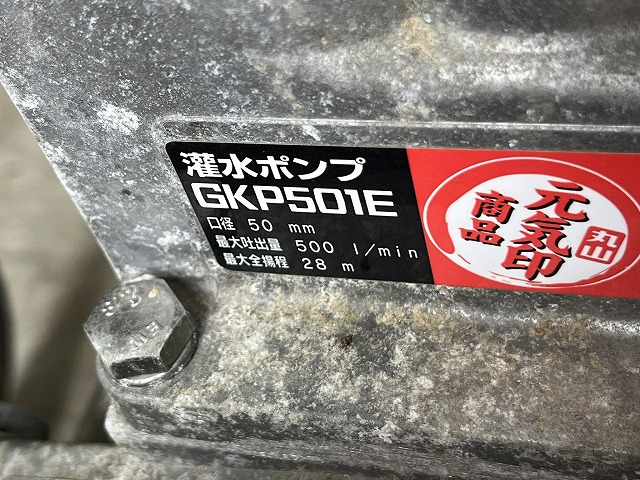 灌水ポンプ
GKP501E
口径 50 mm
最大吐出量 500 l/min
最大全揚程 28 m
元気印
商品
丸山